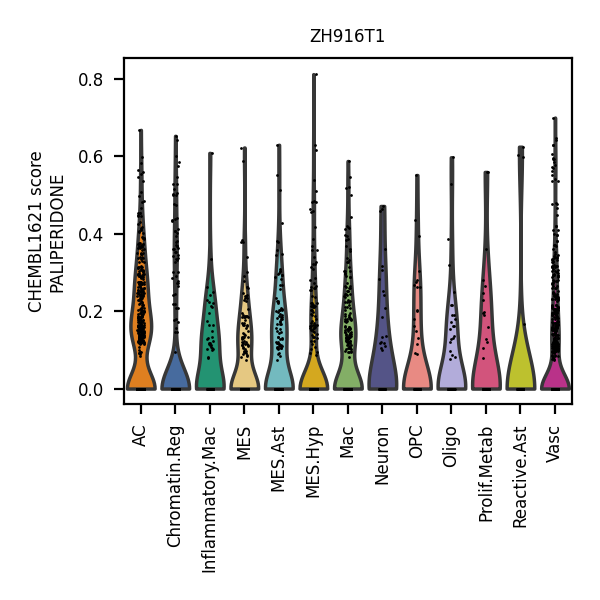 ZH916T1
CHEMBL1621 score
PALIPERIDONE
0.8
0.6
0.4
0.2
0.0
AC
Chromatin.Reg
Inflammatory.Mac
MES
MES.Ast
MES.Hyp
Mac
Neuron
OPC
Oligo
Prolif.Metab
Reactive.Ast
Vasc